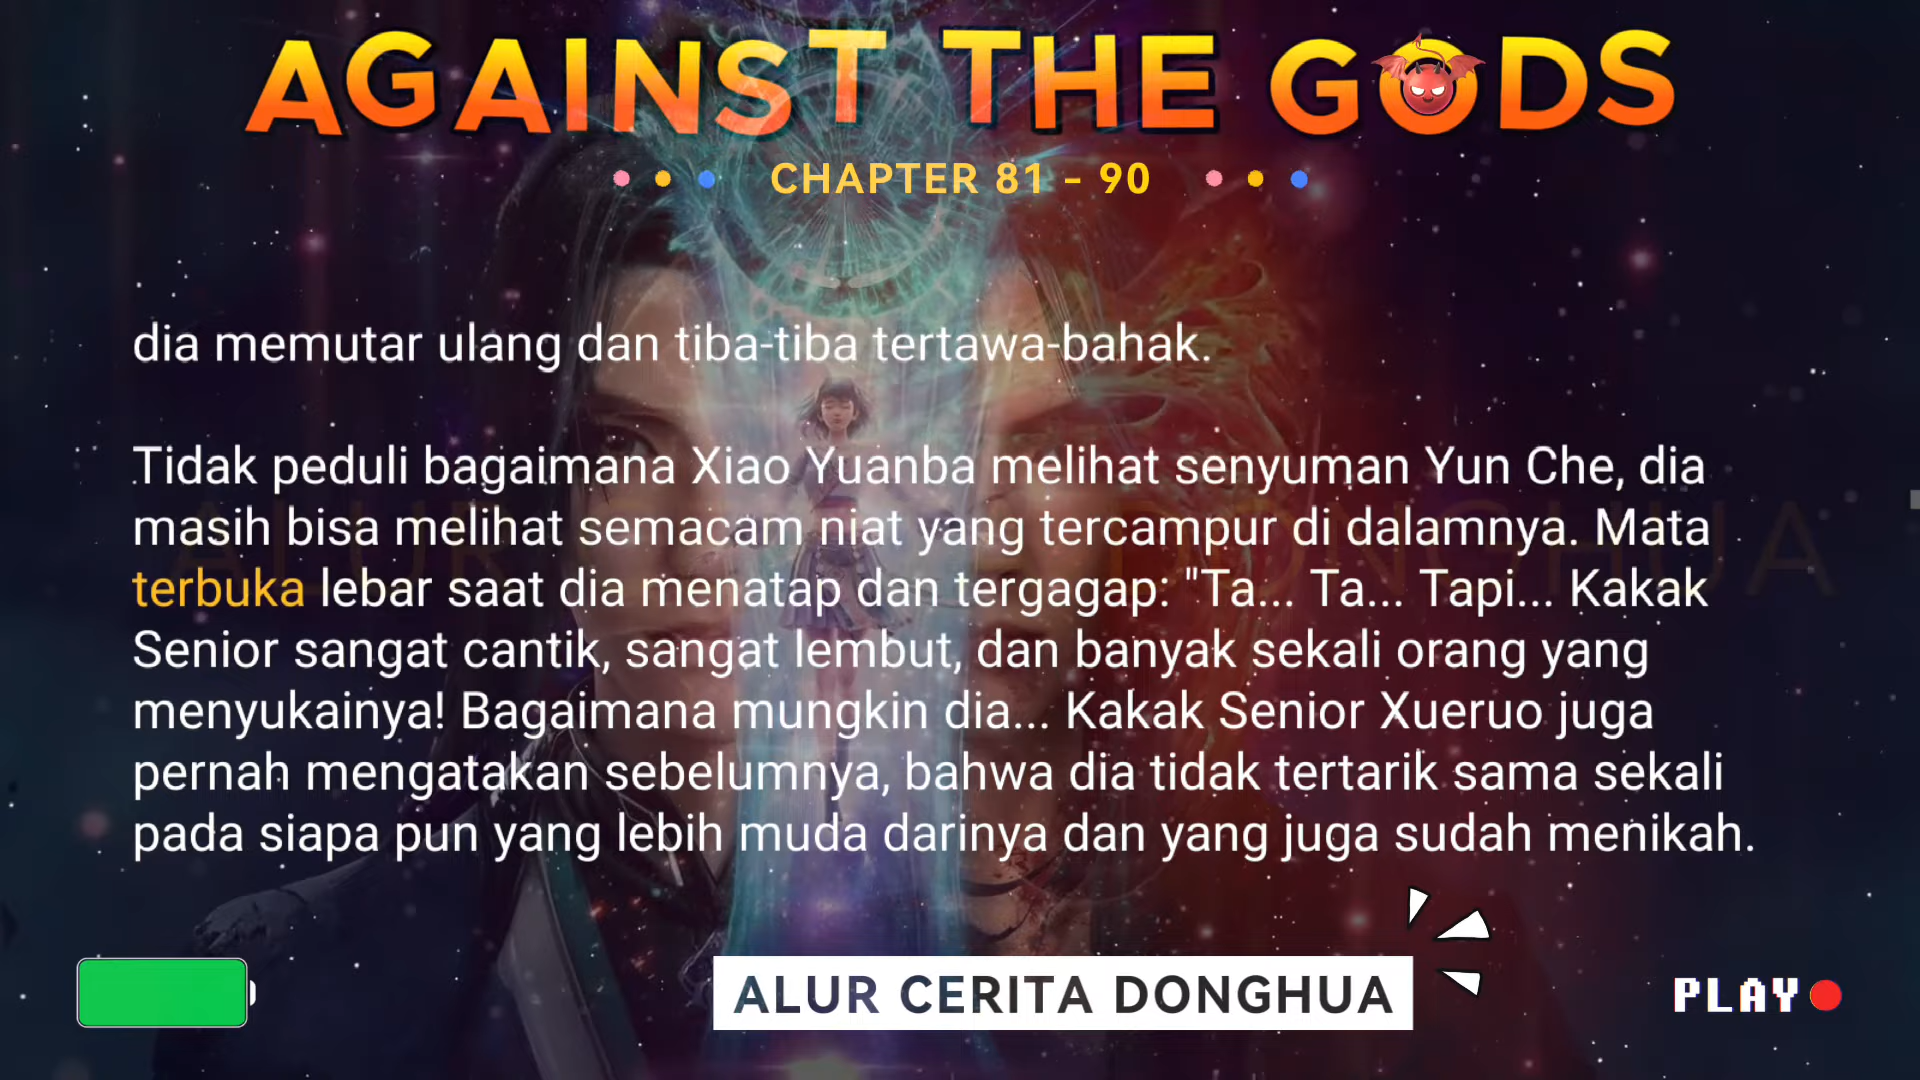 AGAINST THE GODS
CHAPTER 81 - 90
dia memutar ulang dan tiba-tiba tertawa-bahak.
Tidak peduli bagaimana Xiao Yuanba melihat senyuman Yun Che, dia
masih bisa melihat semacam niat yang tercampur di dalamnya. Mata
terbuka lebar saat dia menatap dan tergagap: "Ta... Ta... Tapi... Kakak
Senior sangat cantik, sangat lembut, dan banyak sekali orang yang
menyukainya! Bagaimana mungkin dia... Kakak Senior Xueruo juga
pernah mengatakan sebelumnya, bahwa dia tidak tertarik sama sekali
pada siapa pun yang lebih muda darinya dan yang juga sudah menikah.
ALUR CERITA DONGHUA
PLAY